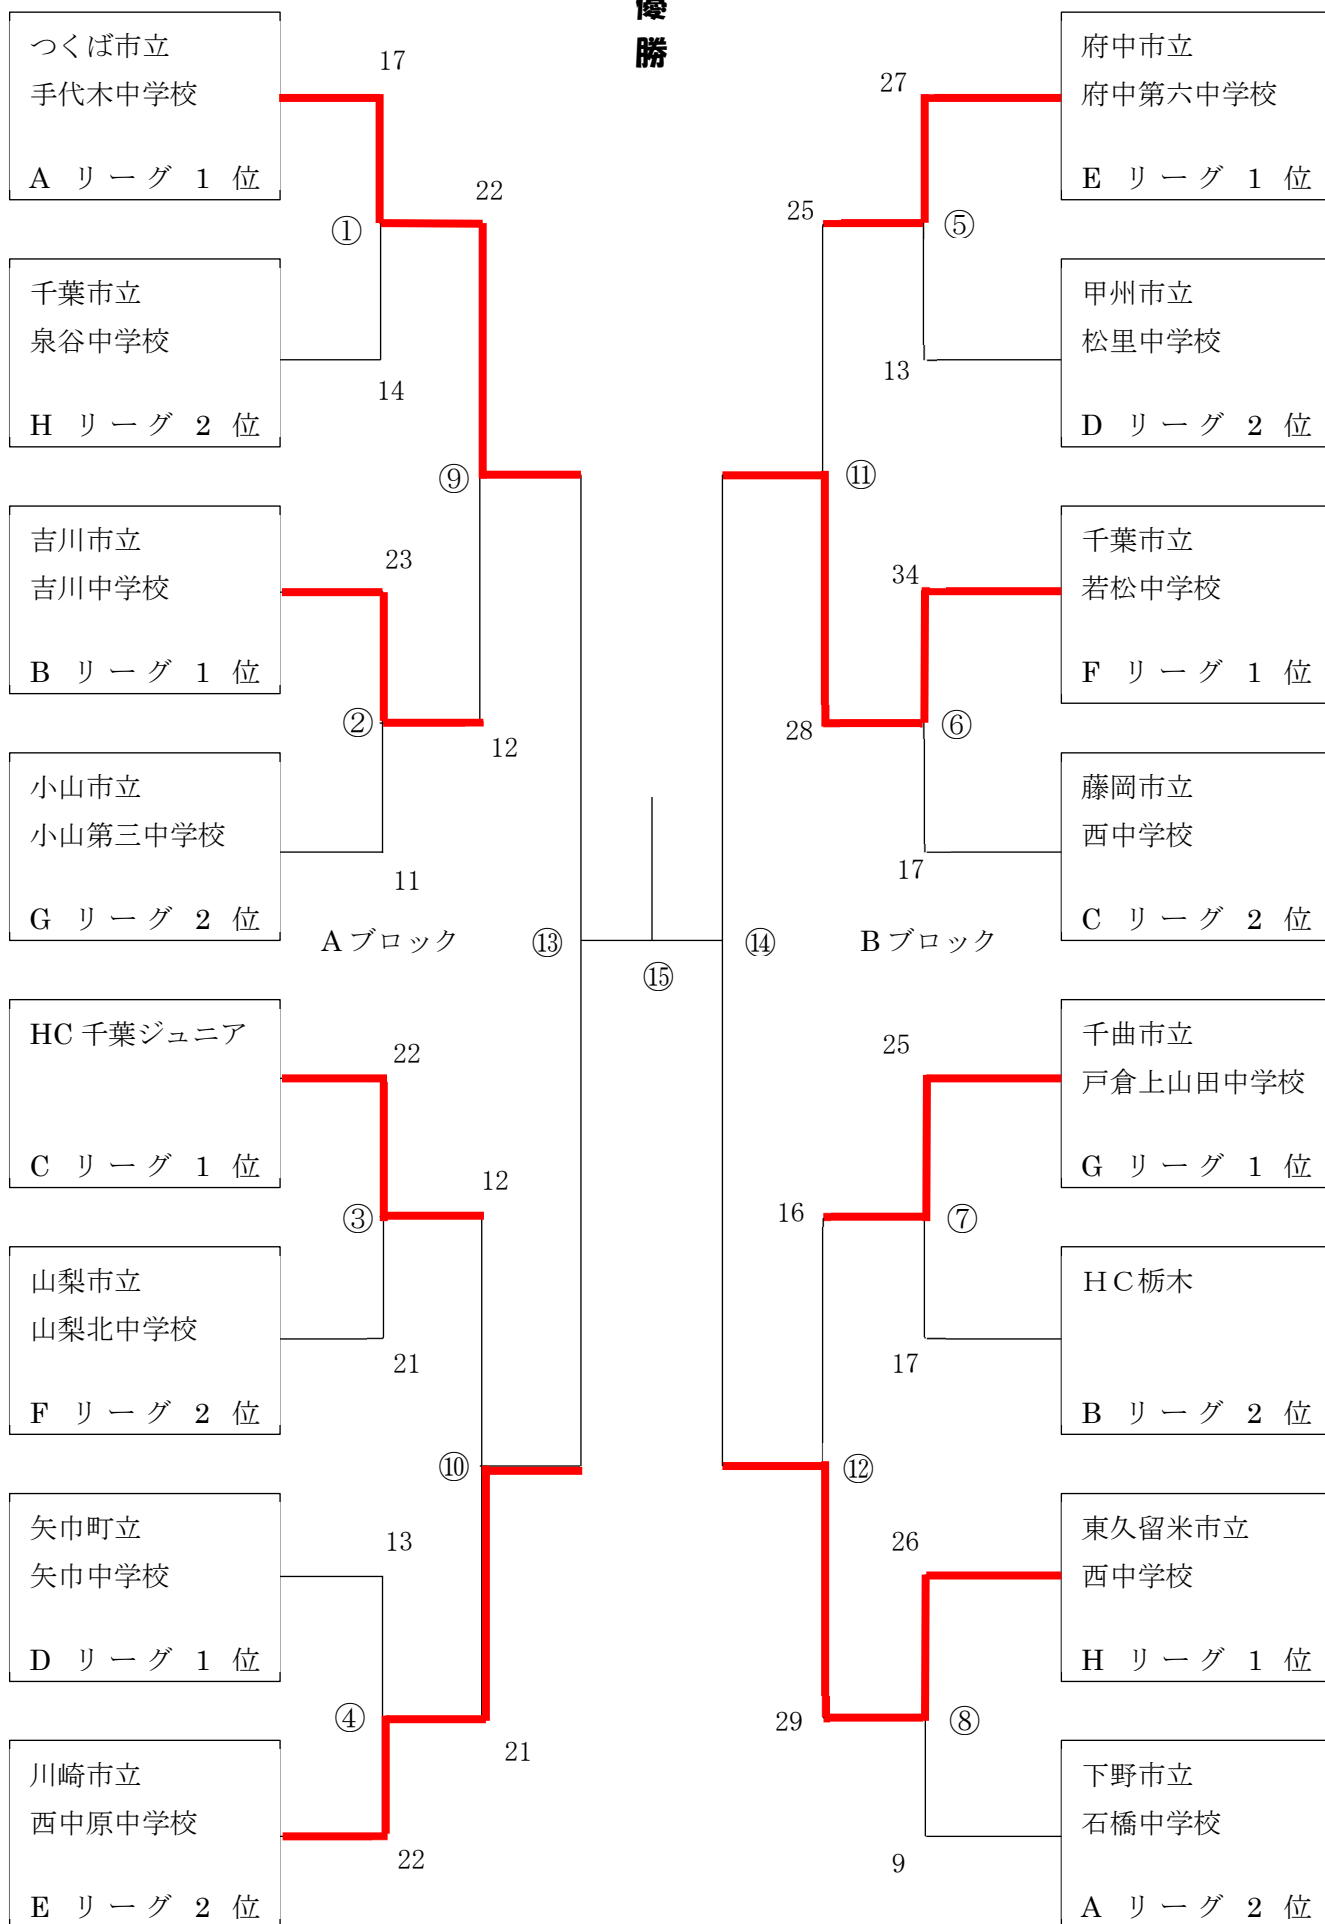 優
勝
つくば市立
手代木中学校
A リーグ 1 位
千葉市立
泉谷中学校
H リーグ 2 位
吉川市立
吉川中学校
B リーグ 1 位
小山市立
小山第三中学校
G リーグ 2 位
HC 千葉ジュニア
C リーグ 1 位
山梨市立
山梨北中学校
F リーグ 2 位
矢巾町立
矢巾中学校
D リーグ 1 位
川崎市立
西中原中学校
E リーグ 2 位
17
①
14
23
②
11
22
③
21
13
④
22
22
⑨
12
12
⑩
21
A ブロック
⑬
⑮
⑭
B ブロック
25
⑪
28
16
⑫
29
27
⑤
13
34
⑥
17
25
⑦
17
26
⑧
9
府中市立
府中第六中学校
E リーグ 1 位
甲州市立
松里中学校
D リーグ 2 位
千葉市立
若松中学校
F リーグ 1 位
藤岡市立
西中学校
C リーグ 2 位
千曲市立
戸倉上山田中学校
G リーグ 1 位
ＨＣ栃木
B リーグ 2 位
東久留米市立
西中学校
H リーグ 1 位
下野市立
石橋中学校
A リーグ 2 位